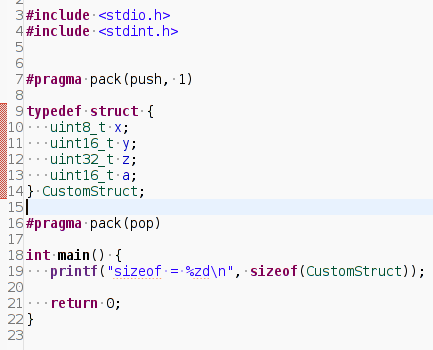 3 #include <stdio.h>
4 #include <stdint.h>
5
6
7 #pragma pack(push, 1)
8
9 typedef struct {
10 uint8_t x;
11 uint16_t y;
12 uint32_t z;
13 uint16_t a;
14 } CustomStruct;
15
16 #pragma pack(pop)
17
18 int main() {
19 printf("sizeof = %zd\n", sizeof(CustomStruct));
20
21 return 0;
22 }
23